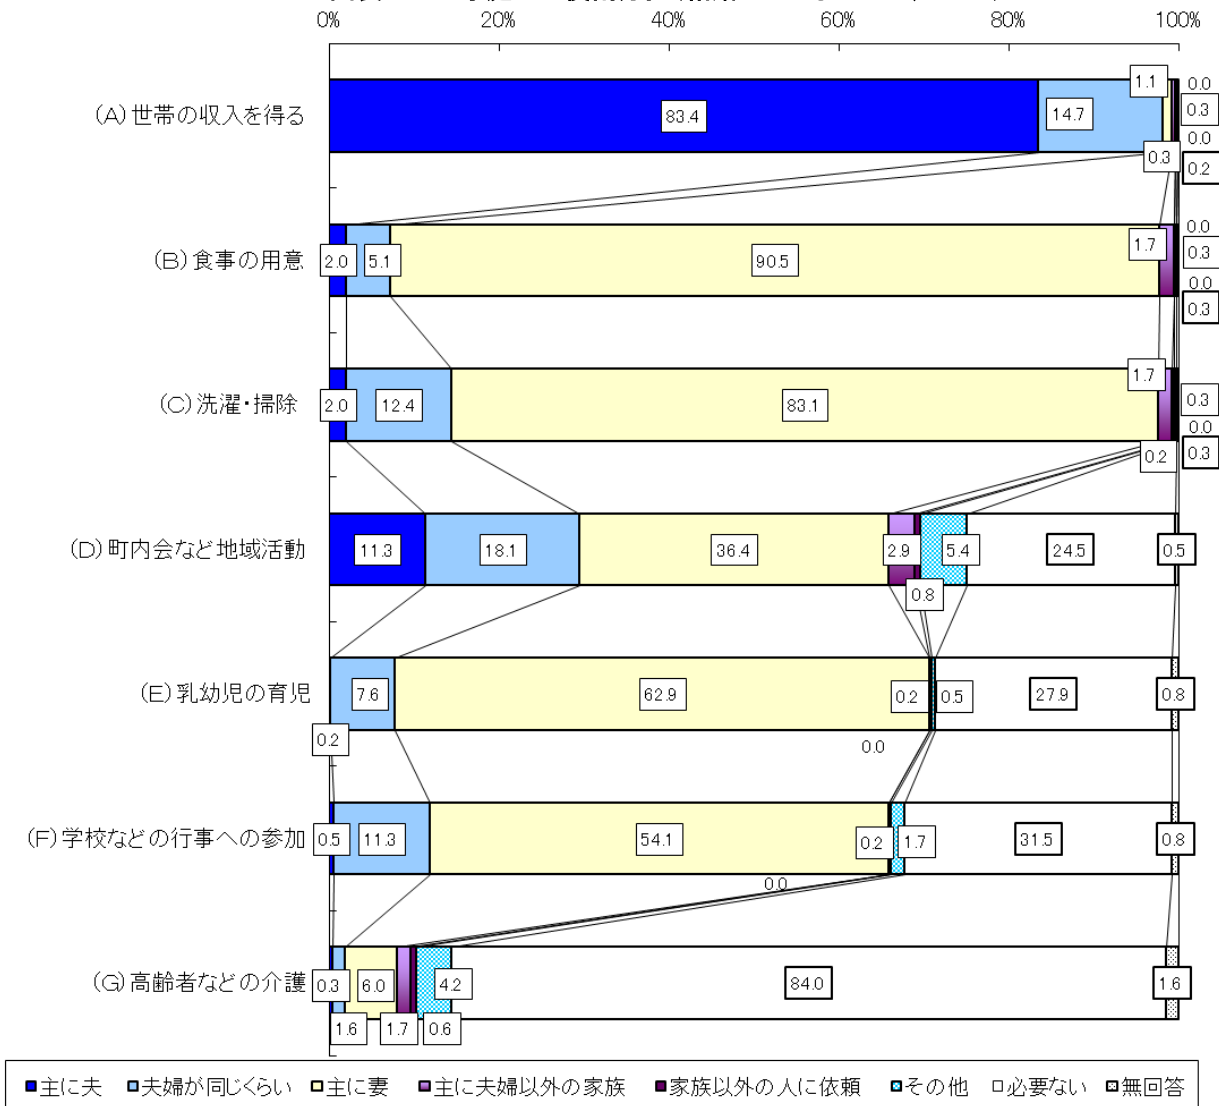 0% 20% 40% 60% 80% 100%
(A)世帯の収入を得る 83.4 14.7 1.1 0.3 0.0 0.3 0.0 0.2
(B)食事の用意 2.0 5.1 90.5 1.7 0.0 0.3 0.0 0.3
(C)洗濯・掃除 2.0 12.4 83.1 1.7 0.2 0.3 0.0 0.3
(D)町内会など地域活動 11.3 18.1 36.4 2.9 0.8 5.4 24.5 0.5
(E)乳幼児の育児 0.2 7.6 62.9 0.2 0.0 0.5 27.9 0.8
(F)学校などの行事への参加 0.5 11.3 54.1 0.2 0.0 1.7 31.5 0.8
(G)高齢者などの介護 0.3 1.6 6.0 1.7 0.6 4.2 84.0 1.6
主に夫 夫婦が同じくらい 主に妻 主に夫婦以外の家族 家族以外の人に依頼 その他 必要ない 無回答